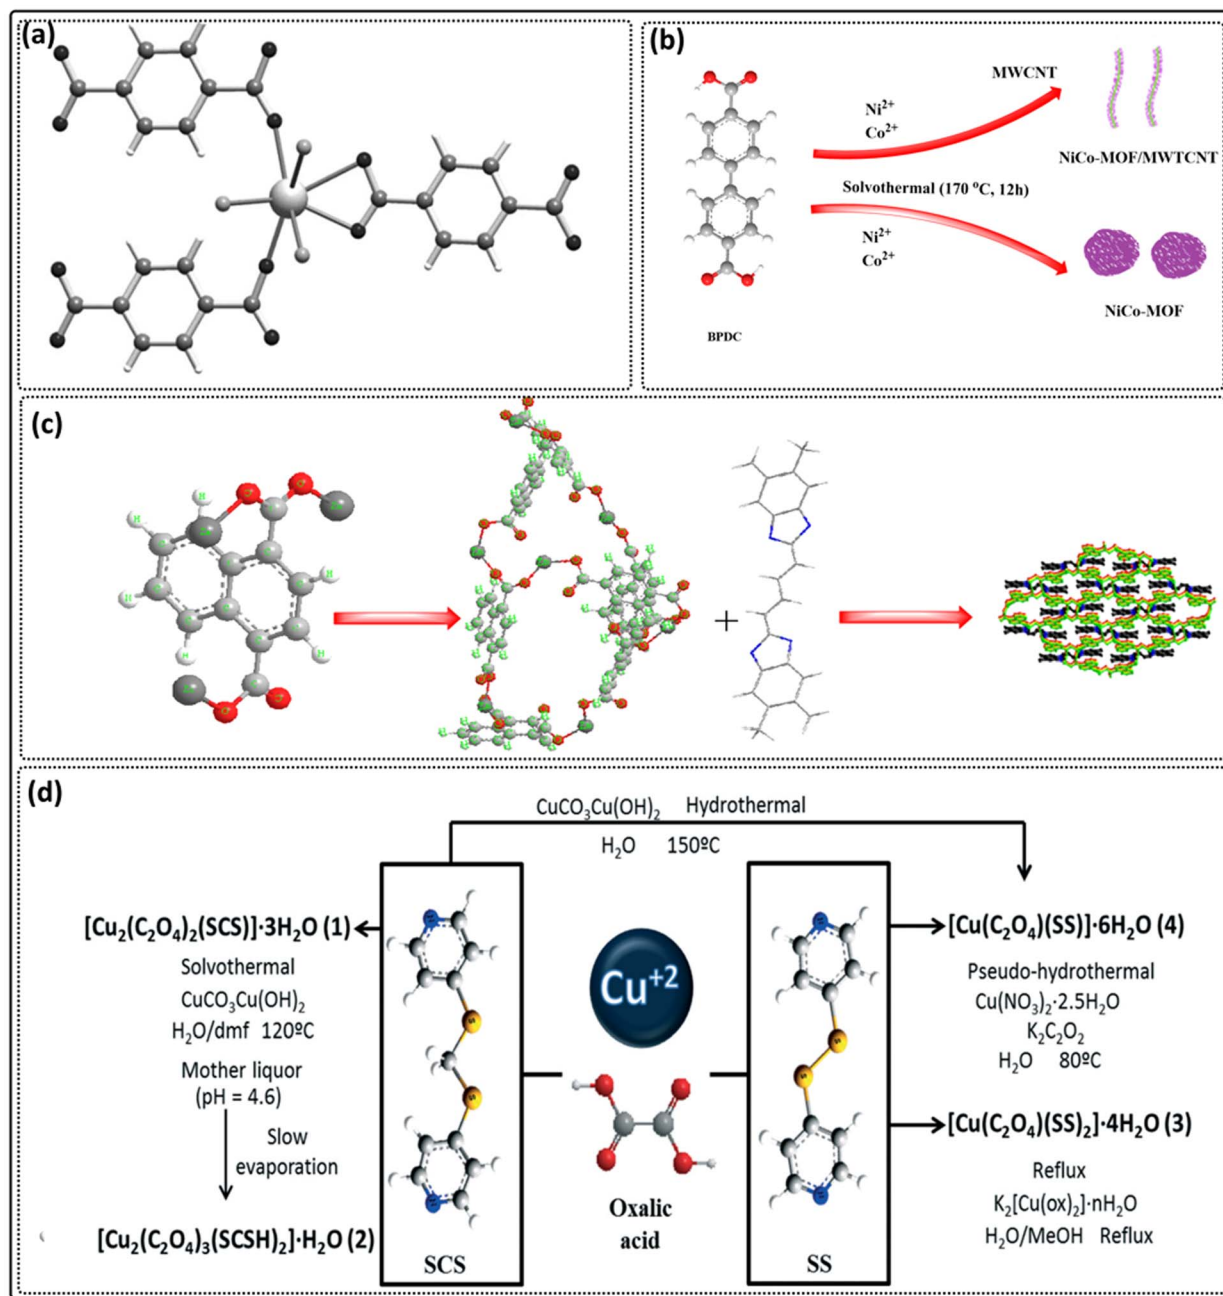 (a)
(b)
MWCNT
Ni²⁺
Co²⁺
NiCo-MOF/MWTCNT
Solvothermal (170 °C, 12h)
Ni²⁺
Co²⁺
NiCo-MOF
BPDC
(c)
+
(d)
CuCO₃Cu(OH)₂ Hydrothermal
H₂O 150ºC
[Cu₂(C₂O₄)₂(SCS)]·3H₂O (1)
Solvothermal
CuCO₃Cu(OH)₂
H₂O/dmf 120ºC
Mother liquor
(pH = 4.6)
Slow
evaporation
[Cu₂(C₂O₄)₃(SCSH)₂]·H₂O (2)
SCS
Cu⁺²
Oxalic
acid
SS
[Cu(C₂O₄)(SS)]·6H₂O (4)
Pseudo-hydrothermal
Cu(NO₃)₂·2.5H₂O
K₂C₂O₂
H₂O 80ºC
[Cu(C₂O₄)(SS)₂]·4H₂O (3)
Reflux
K₂[Cu(ox)₂]·nH₂O
H₂O/MeOH Reflux